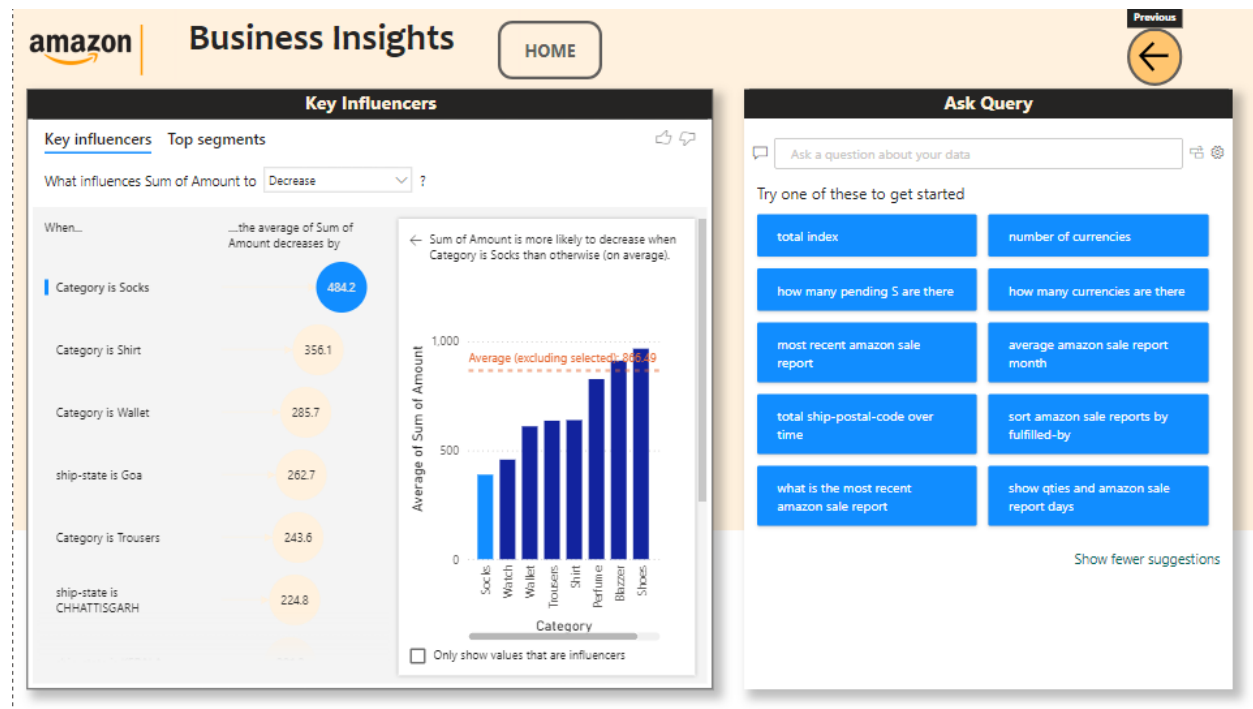 amazon
Business Insights
HOME
Previous
Key Influencers
Key influencers Top segments
What influences Sum of Amount to Decrease ?
When...
....the average of Sum of
Amount decreases by
Category is Socks
484.2
Category is Shirt
356.1
Category is Wallet
285.7
ship-state is Goa
262.7
Category is Trousers
243.6
ship-state is
CHHATTISGARH
224.8
Sum of Amount is more likely to decrease when
Category is Socks than otherwise (on average).
Average of Sum of Amount
1,000
500
0
Average (excluding selected): 866.49
Socks
Watch
Wallet
Trousers
Shirt
Perfume
Blazzer
Shoes
Category
Only show values that are influencers
Ask Query
Ask a question about your data
Try one of these to get started
total index
number of currencies
how many pending S are there
how many currencies are there
most recent amazon sale
report
average amazon sale report
month
total ship-postal-code over
time
sort amazon sale reports by
fulfilled-by
what is the most recent
amazon sale report
show qties and amazon sale
report days
Show fewer suggestions